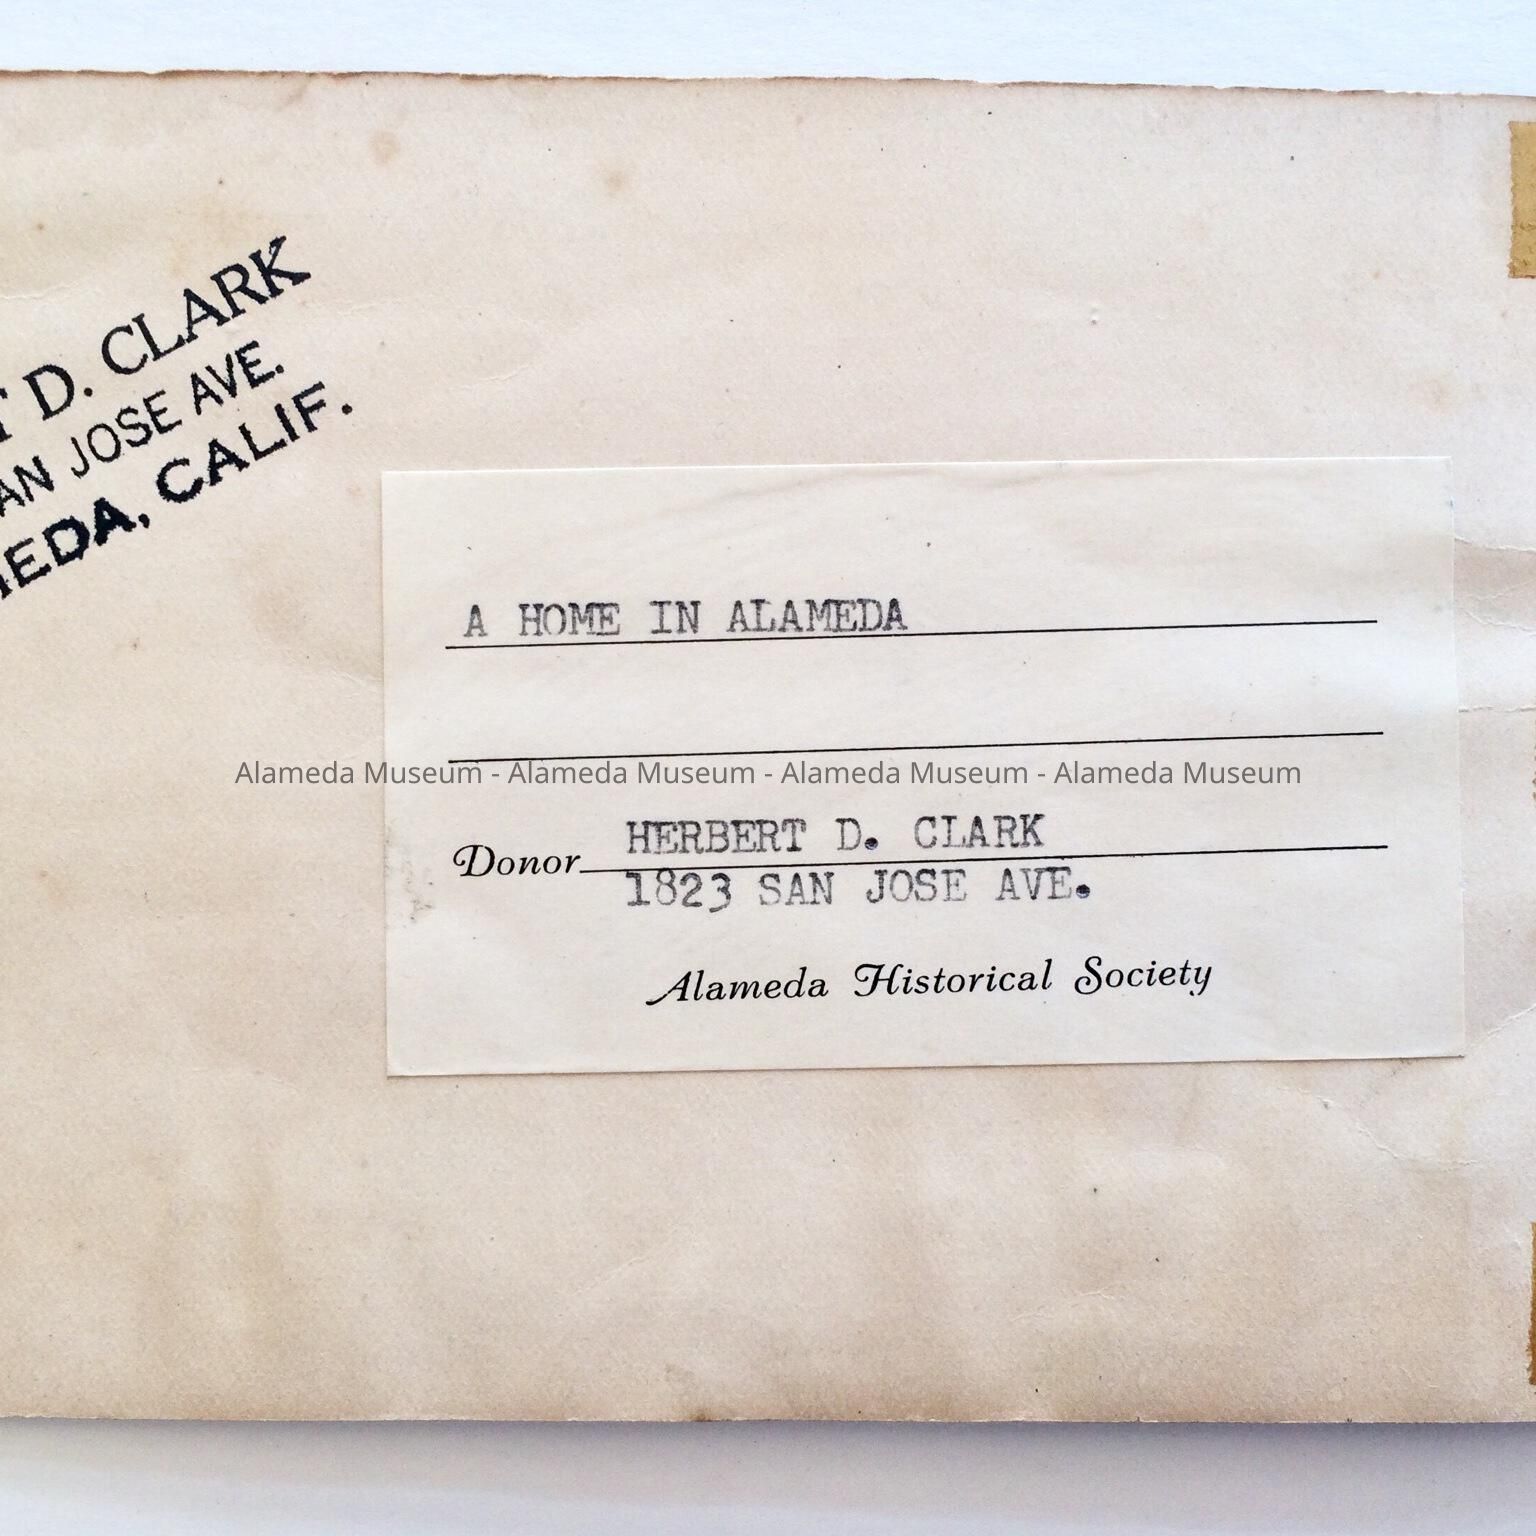 T D. CLARK
AN JOSE AVE.
MEDA, CALIF.
A HOME IN ALAMEDA
Alameda Museum - Alameda Museum - Alameda Museum - Alameda Museum
Donor HERBERT D. CLARK
1823 SAN JOSE AVE.
Alameda Historical Society